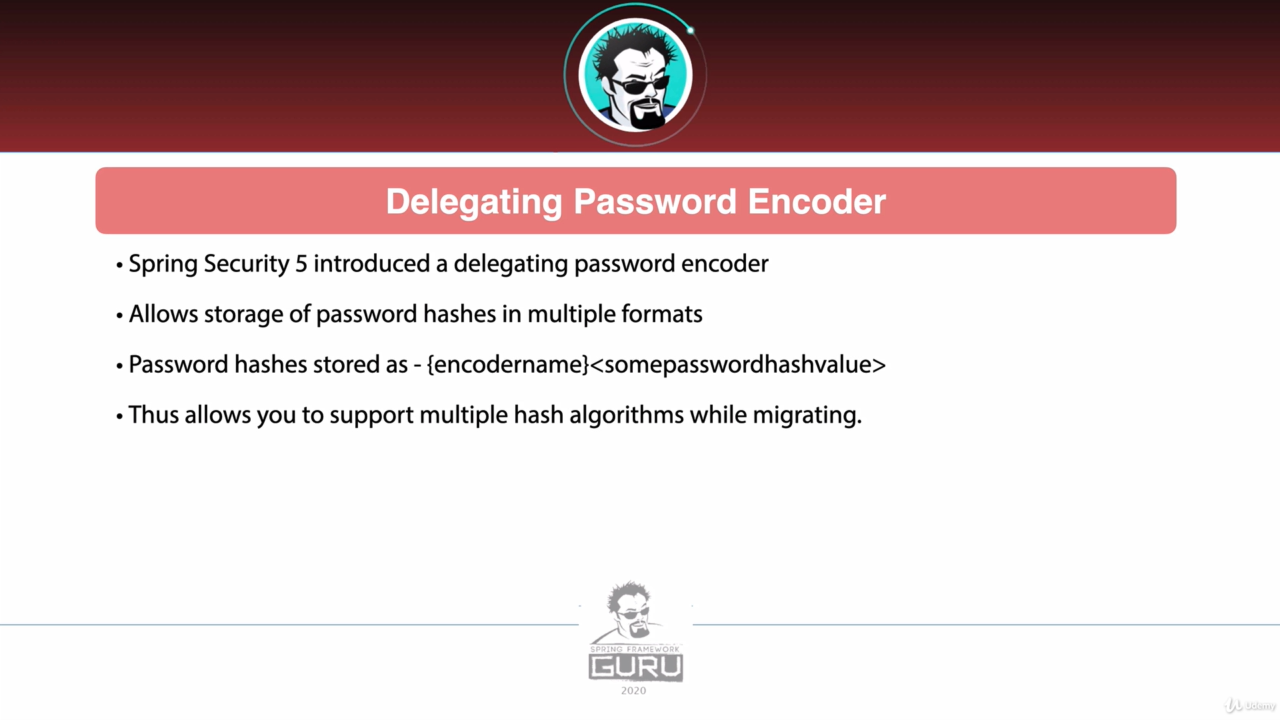 Delegating Password Encoder
• Spring Security 5 introduced a delegating password encoder
• Allows storage of password hashes in multiple formats
• Password hashes stored as - {encodername}<somepasswordhashvalue>
• Thus allows you to support multiple hash algorithms while migrating.
SPRING FRAMEWORK
GURU
2020
Udemy